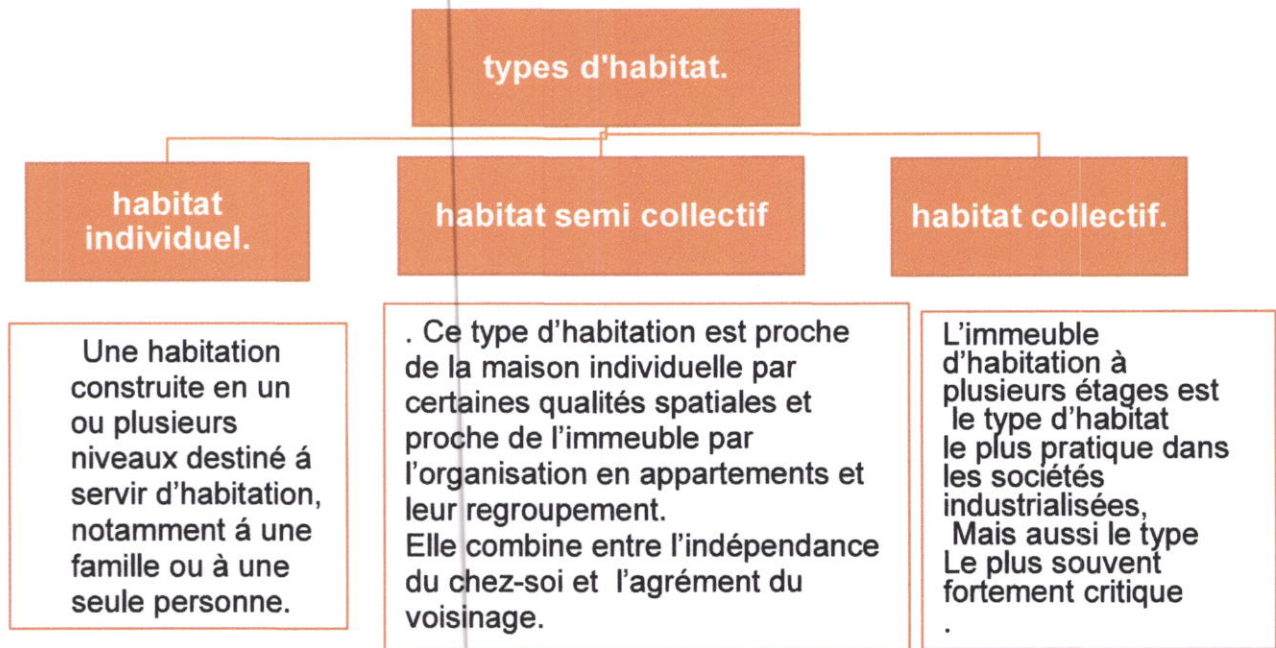 types d'habitat.
habitat
individuel.
habitat semi collectif
habitat collectif.
Une habitation
construite en un
ou plusieurs
niveaux destiné á
servir d'habitation,
notamment á une
famille ou à une
seule personne.
. Ce type d'habitation est proche
de la maison individuelle par
certaines qualités spatiales et
proche de l'immeuble par
l'organisation en appartements et
leur regroupement.
Elle combine entre l'indépendance
du chez-soi et l'agrément du
voisinage.
L'immeuble
d'habitation à
plusieurs étages est
le type d'habitat
le plus pratique dans
les sociétés
industrialisées,
Mais aussi le type
Le plus souvent
fortement critique
.